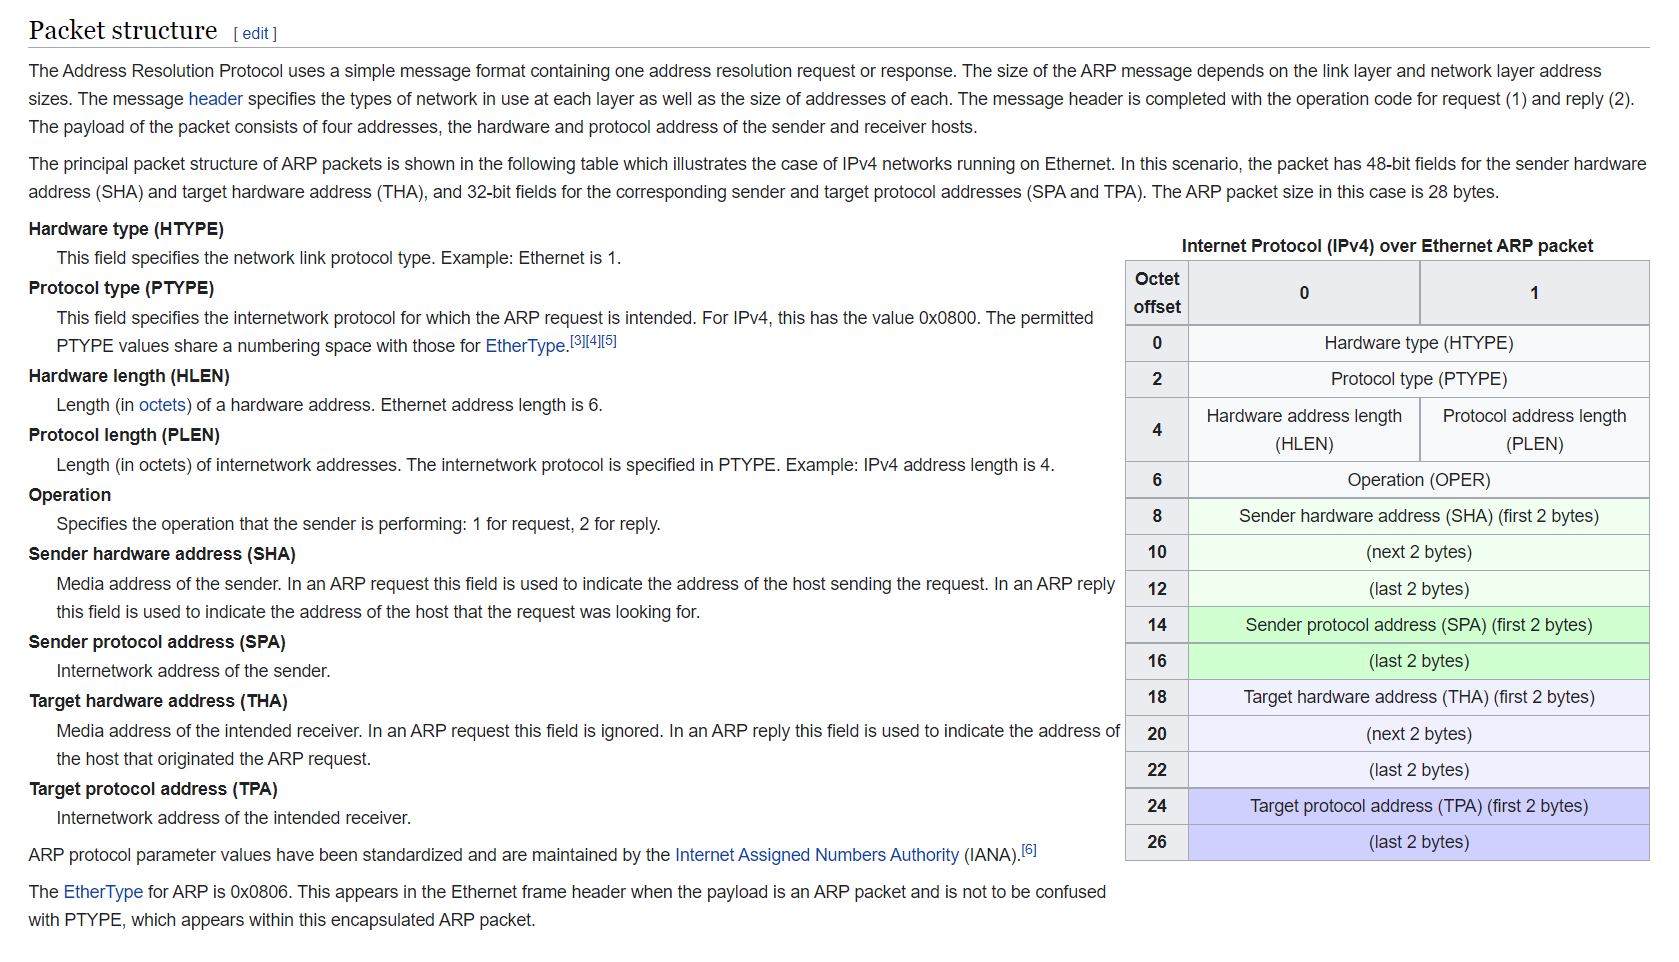 Packet structure [ edit ]
The Address Resolution Protocol uses a simple message format containing one address resolution request or response. The size of the ARP message depends on the link layer and network layer address
sizes. The message header specifies the types of network in use at each layer as well as the size of addresses of each. The message header is completed with the operation code for request (1) and reply (2).
The payload of the packet consists of four addresses, the hardware and protocol address of the sender and receiver hosts.
The principal packet structure of ARP packets is shown in the following table which illustrates the case of IPv4 networks running on Ethernet. In this scenario, the packet has 48-bit fields for the sender hardware
address (SHA) and target hardware address (THA), and 32-bit fields for the corresponding sender and target protocol addresses (SPA and TPA). The ARP packet size in this case is 28 bytes.
Hardware type (HTYPE)
This field specifies the network link protocol type. Example: Ethernet is 1.
Protocol type (PTYPE)
This field specifies the internetwork protocol for which the ARP request is intended. For IPv4, this has the value 0x0800. The permitted
PTYPE values share a numbering space with those for EtherType.[3][4][5]
Hardware length (HLEN)
Length (in octets) of a hardware address. Ethernet address length is 6.
Protocol length (PLEN)
Length (in octets) of internetwork addresses. The internetwork protocol is specified in PTYPE. Example: IPv4 address length is 4.
Operation
Specifies the operation that the sender is performing: 1 for request, 2 for reply.
Sender hardware address (SHA)
Media address of the sender. In an ARP request this field is used to indicate the address of the host sending the request. In an ARP reply
this field is used to indicate the address of the host that the request was looking for.
Sender protocol address (SPA)
Internetwork address of the sender.
Target hardware address (THA)
Media address of the intended receiver. In an ARP request this field is ignored. In an ARP reply this field is used to indicate the address of
the host that originated the ARP request.
Target protocol address (TPA)
Internetwork address of the intended receiver.
ARP protocol parameter values have been standardized and are maintained by the Internet Assigned Numbers Authority (IANA).[6]
The EtherType for ARP is 0x0806. This appears in the Ethernet frame header when the payload is an ARP packet and is not to be confused
with PTYPE, which appears within this encapsulated ARP packet.
Internet Protocol (IPv4) over Ethernet ARP packet
Octet
offset
0 1
0 Hardware type (HTYPE)
2 Protocol type (PTYPE)
4 Hardware address length
(HLEN)
Protocol address length
(PLEN)
6 Operation (OPER)
8 Sender hardware address (SHA) (first 2 bytes)
10 (next 2 bytes)
12 (last 2 bytes)
14 Sender protocol address (SPA) (first 2 bytes)
16 (last 2 bytes)
18 Target hardware address (THA) (first 2 bytes)
20 (next 2 bytes)
22 (last 2 bytes)
24 Target protocol address (TPA) (first 2 bytes)
26 (last 2 bytes)